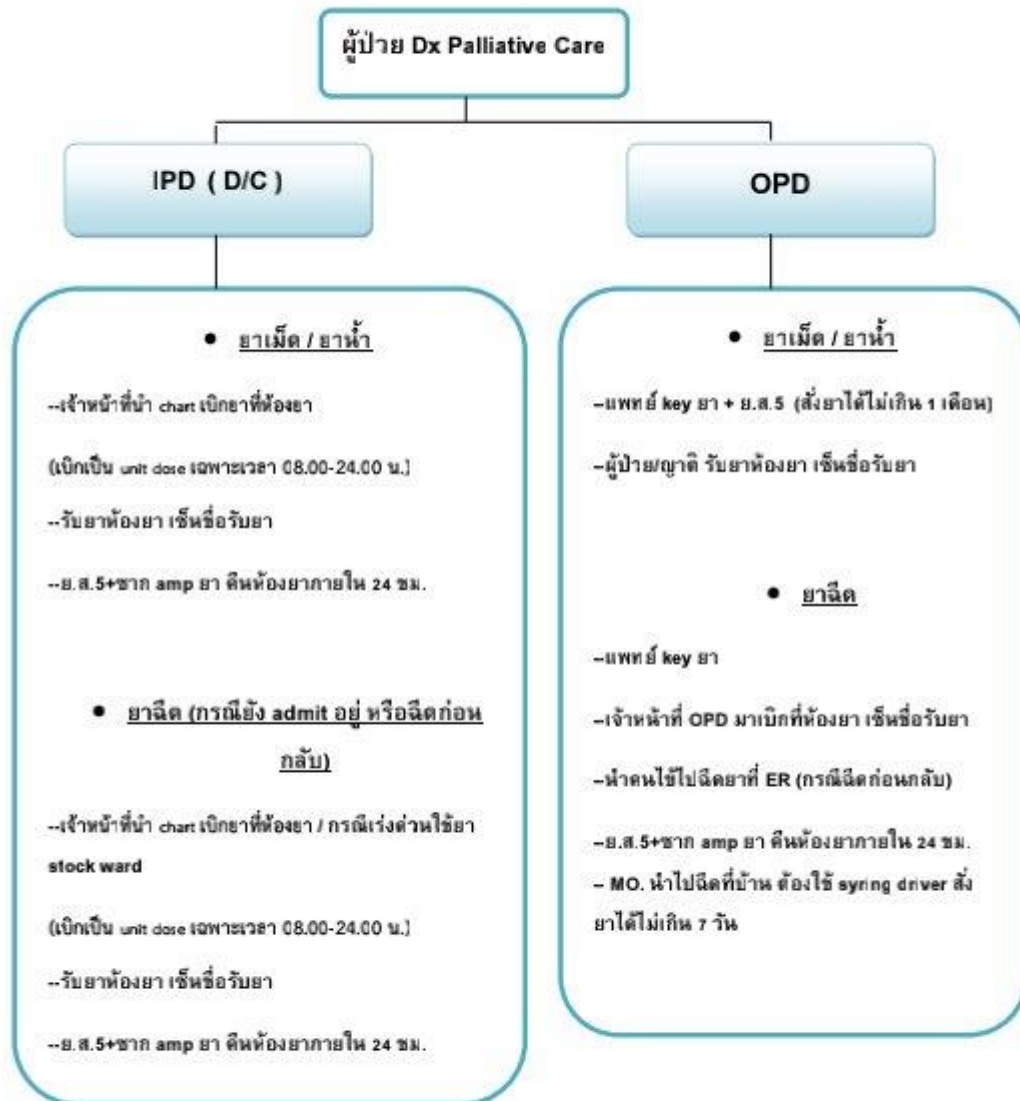 ผู้ป่วย Dx Palliative Care
IPD ( D/C )
• ยาเม็ด / ยาน้ำ
--เจ้าหน้าที่นำ chart เบิกยาที่ห้องยา
(เบิกเป็น unit dose เฉพาะเวลา 08.00-24.00 น.)
--รับยาห้องยา เซ็นชื่อรับยา
--ย.ส.5+ซาก amp ยา คืนห้องยาภายใน 24 ชม.
• ยาฉีด (กรณียัง admit อยู่ หรือฉีดก่อน
กลับ)
--เจ้าหน้าที่นำ chart เบิกยาที่ห้องยา / กรณีเร่งด่วนใช้ยา
stock ward
(เบิกเป็น unit dose เฉพาะเวลา 08.00-24.00 น.)
--รับยาห้องยา เซ็นชื่อรับยา
--ย.ส.5+ซาก amp ยา คืนห้องยาภายใน 24 ชม.
OPD
• ยาเม็ด / ยาน้ำ
–แพทย์ key ยา + ย.ส.5 (สั่งยาได้ไม่เกิน 1 เดือน)
–ผู้ป่วย/ญาติ รับยาห้องยา เซ็นชื่อรับยา
• ยาฉีด
–แพทย์ key ยา
–เจ้าหน้าที่ OPD มาเบิกที่ห้องยา เซ็นชื่อรับยา
–นำคนไข้ไปฉีดยาที่ ER (กรณีฉีดก่อนกลับ)
–ย.ส.5+ซาก amp ยา คืนห้องยาภายใน 24 ชม.
– MO. นำไปฉีดที่บ้าน ต้องใช้ syring driver สั่ง
ยาได้ไม่เกิน 7 วัน